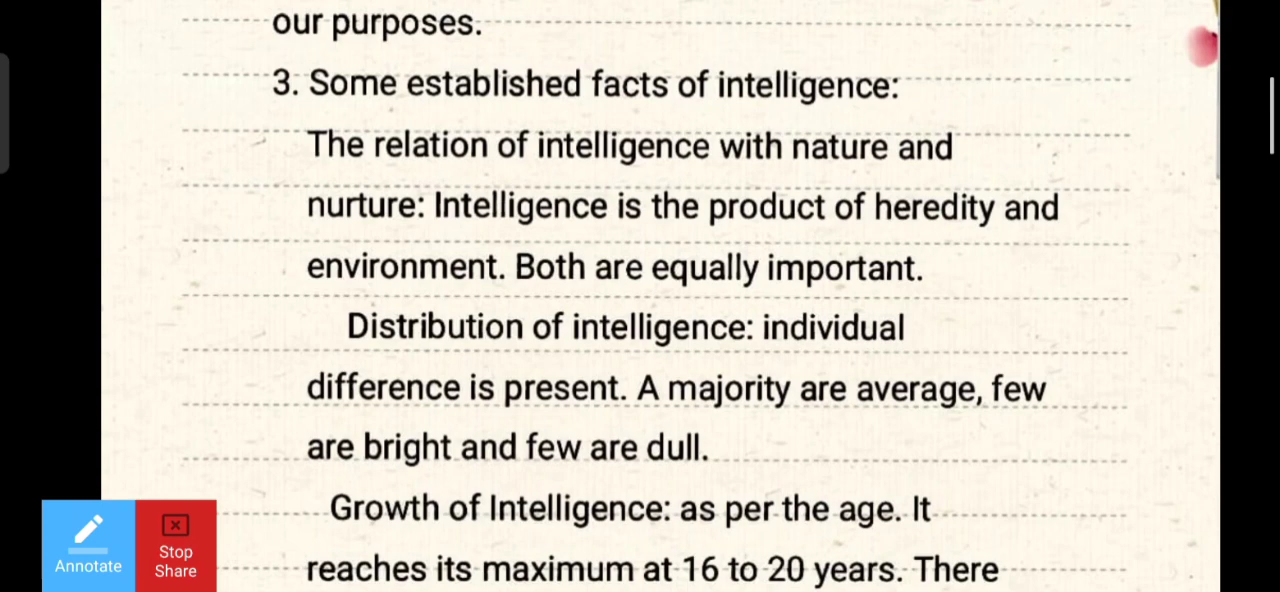 our purposes.
3. Some established facts of intelligence:
The relation of intelligence with nature and
nurture: Intelligence is the product of heredity and
environment. Both are equally important.
Distribution of intelligence: individual
difference is present. A majority are average, few
are bright and few are dull.
Growth of Intelligence: as per the age. It
reaches its maximum at 16 to 20 years. There
Annotate
Stop
Share